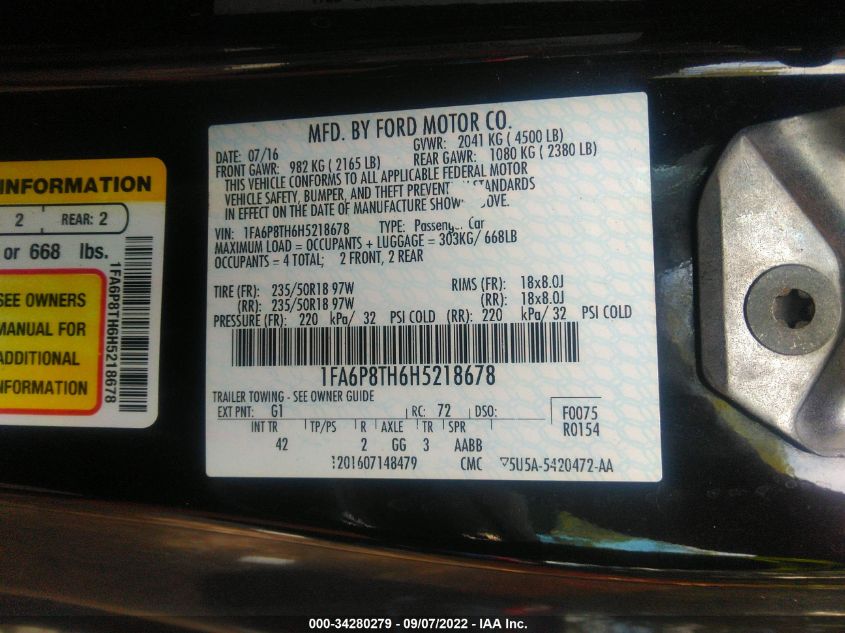 MFD. BY FORD MOTOR CO.
DATE: 07/16 GVWR: 2041 KG ( 4500 LB)
FRONT GAWR: 982 KG ( 2165 LB) REAR GAWR: 1080 KG ( 2380 LB)
THIS VEHICLE CONFORMS TO ALL APPLICABLE FEDERAL MOTOR
VEHICLE SAFETY, BUMPER, AND THEFT PREVENT STANDARDS
IN EFFECT ON THE DATE OF MANUFACTURE SHOW
VIN: 1FA6P8TH6H5218678 TYPE: Passenger Car
MAXIMUM LOAD = OCCUPANTS + LUGGAGE = 303KG/ 668LB
OCCUPANTS = 4 TOTAL; 2 FRONT, 2 REAR
TIRE (FR): 235/50R18 97W RIMS (FR): 18x8.0J
(RR): 235/50R18 97W (RR): 18x8.0J
PRESSURE (FR): 220 kPa/ 32 PSI COLD (RR): 220 kPa/ 32 PSI COLD
1FA6P8TH6H5218678
TRAILER TOWING - SEE OWNER GUIDE
EXT PNT: G1 RC: 72 DSO: F0075
INT TR TP/PS R AXLE TR SPR R0154
42 2 GG 3 AABB
1201607148479 CMC ▽5U5A-5420472-AA
INFORMATION
2 REAR: 2
or 668 lbs.
SEE OWNERS
MANUAL FOR
ADDITIONAL
INFORMATION
1FA6P8TH6H5218678
000-34280279 - 09/07/2022 - IAA Inc.